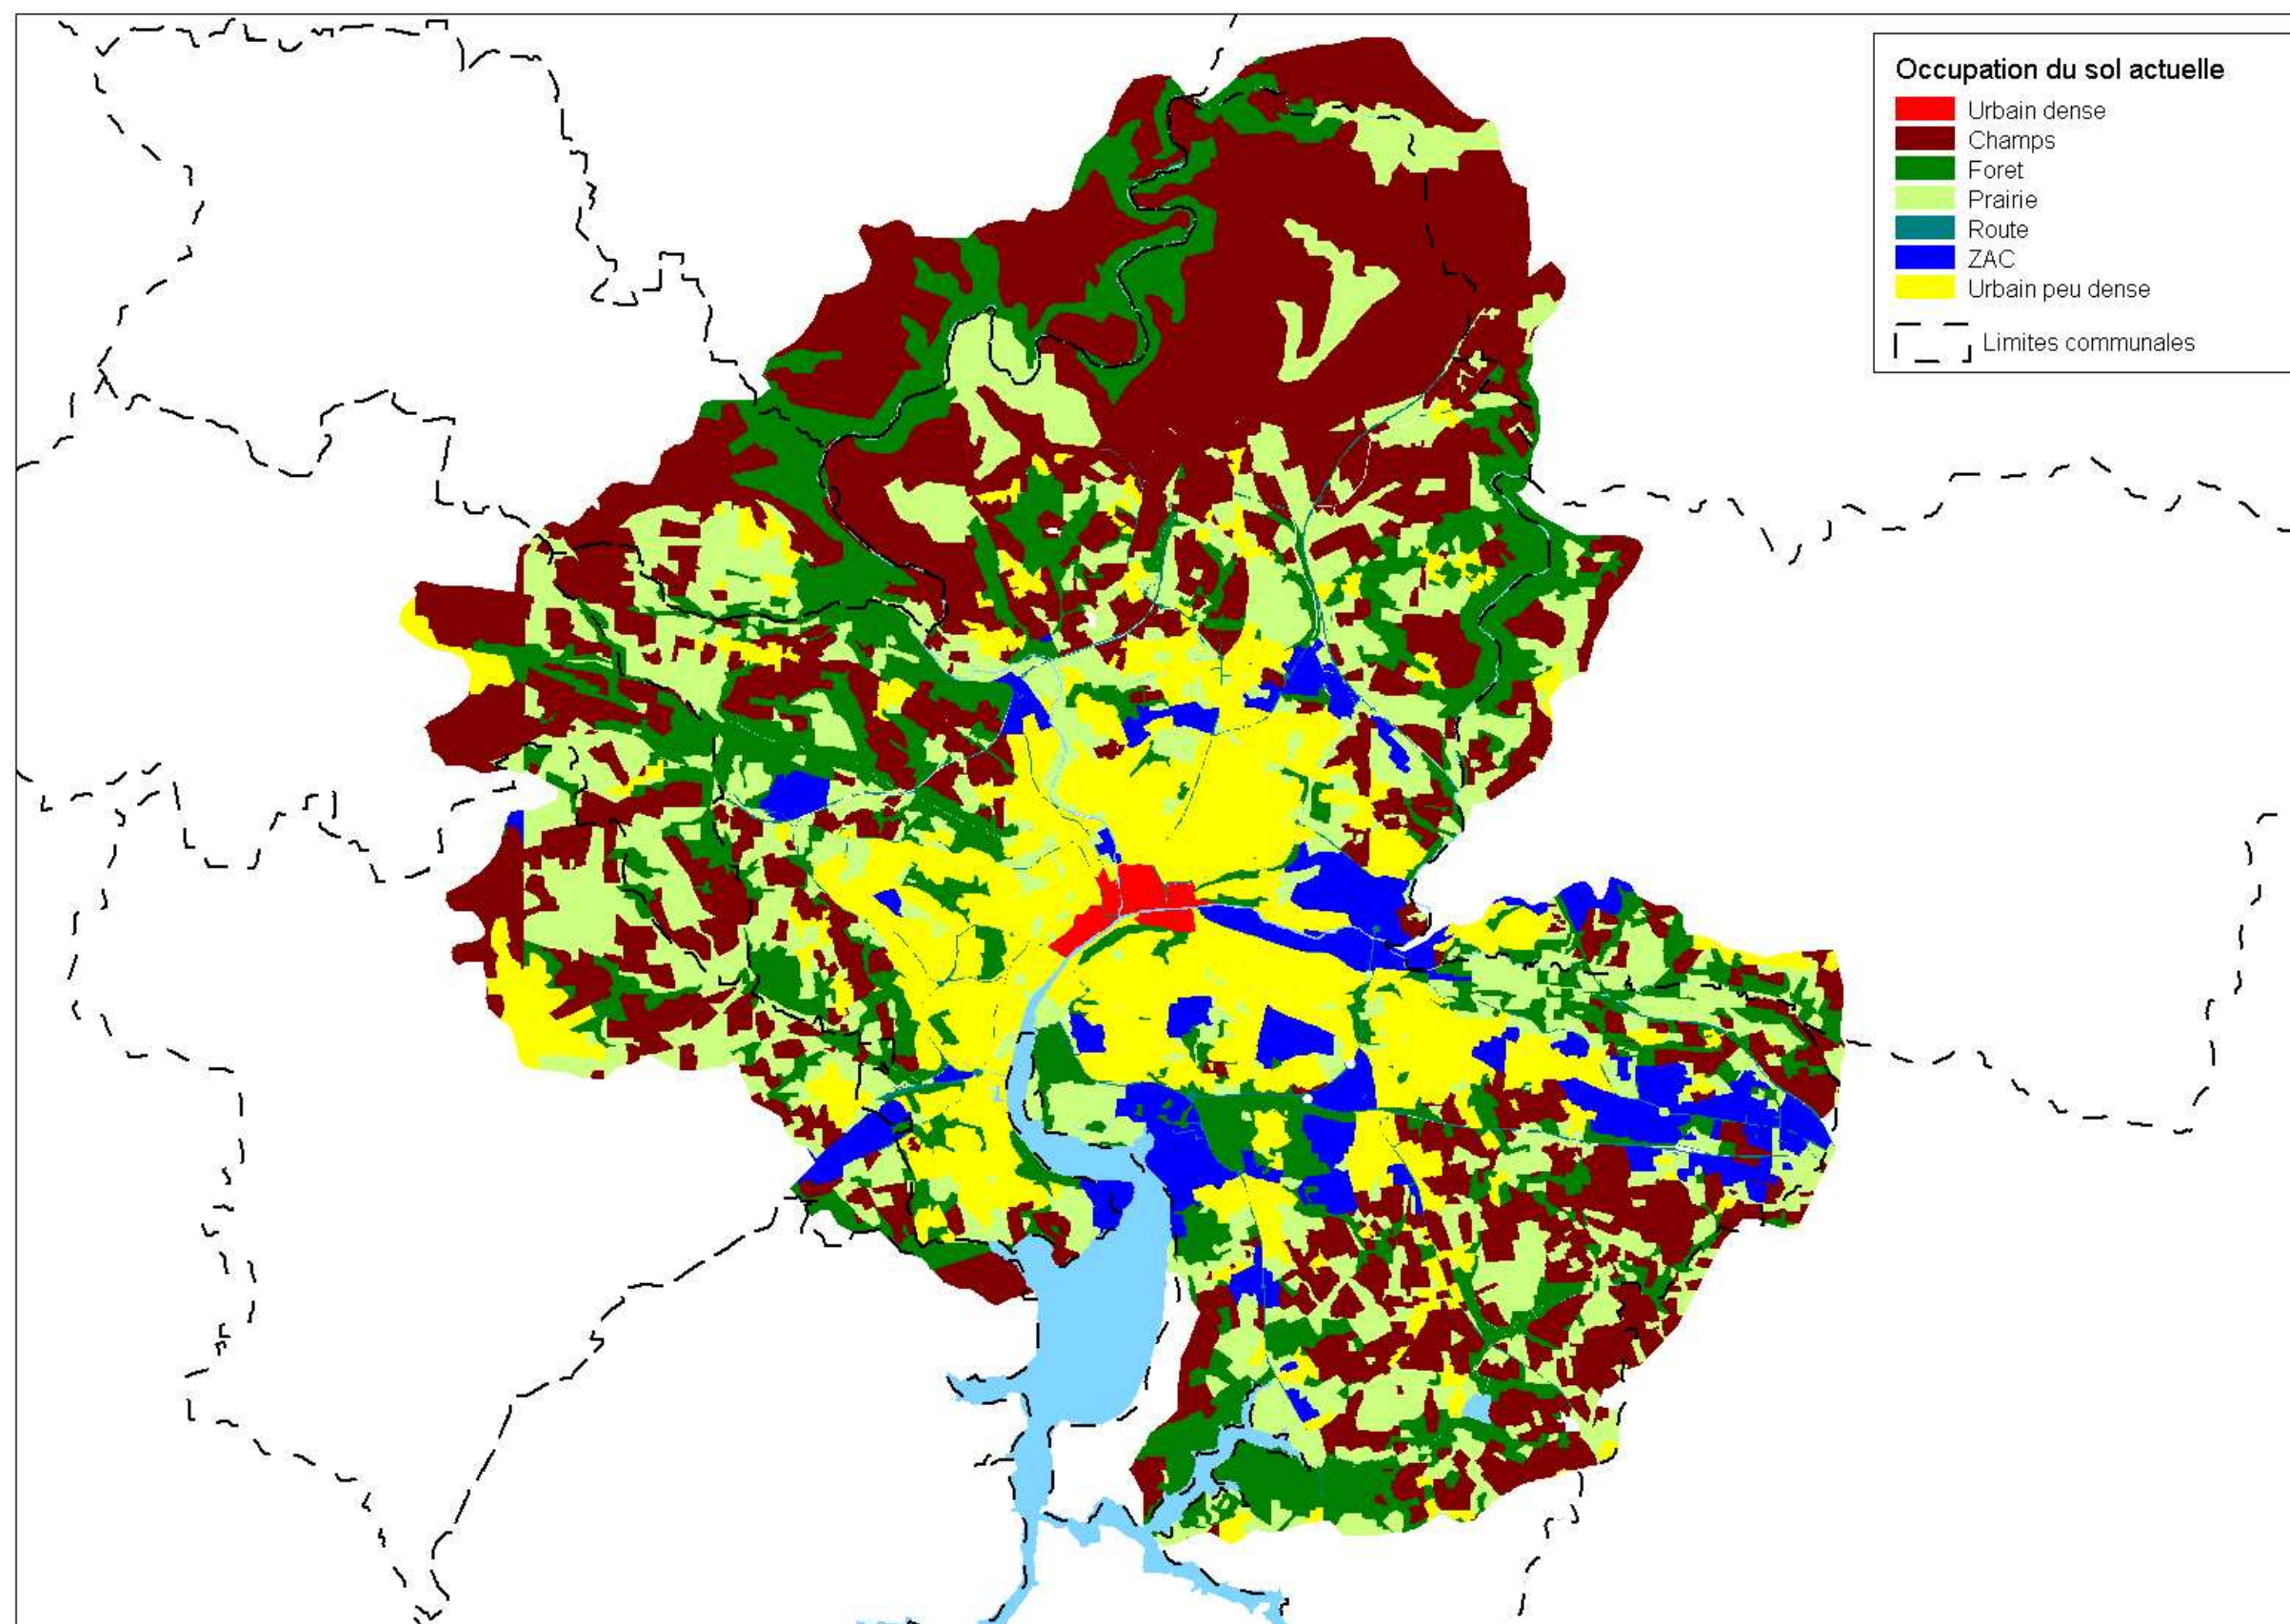 Occupation du sol actuelle
Urbain dense
Champs
Foret
Prairie
Route
ZAC
Urbain peu dense
Limites communales